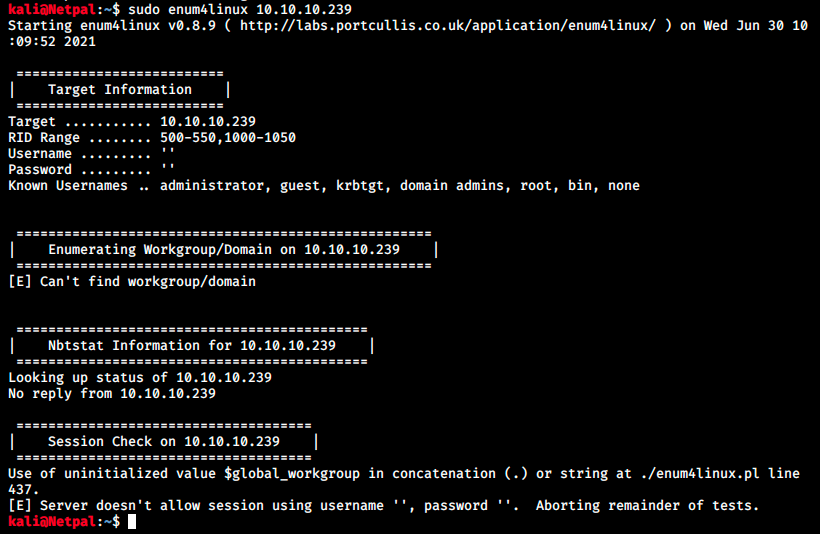 kali@Netpal:~$ sudo enum4linux 10.10.10.239
Starting enum4linux v0.8.9 ( http://labs.portcullis.co.uk/application/enum4linux/ ) on Wed Jun 30 10
:09:52 2021
==========================
|    Target Information    |
==========================
Target ........... 10.10.10.239
RID Range ........ 500-550,1000-1050
Username ......... ''
Password ......... ''
Known Usernames .. administrator, guest, krbtgt, domain admins, root, bin, none
====================================================
|    Enumerating Workgroup/Domain on 10.10.10.239    |
====================================================
[E] Can't find workgroup/domain
============================================
|    Nbtstat Information for 10.10.10.239    |
============================================
Looking up status of 10.10.10.239
No reply from 10.10.10.239
=====================================
|    Session Check on 10.10.10.239    |
=====================================
Use of uninitialized value $global_workgroup in concatenation (.) or string at ./enum4linux.pl line
437.
[E] Server doesn't allow session using username '', password ''.  Aborting remainder of tests.
kali@Netpal:~$